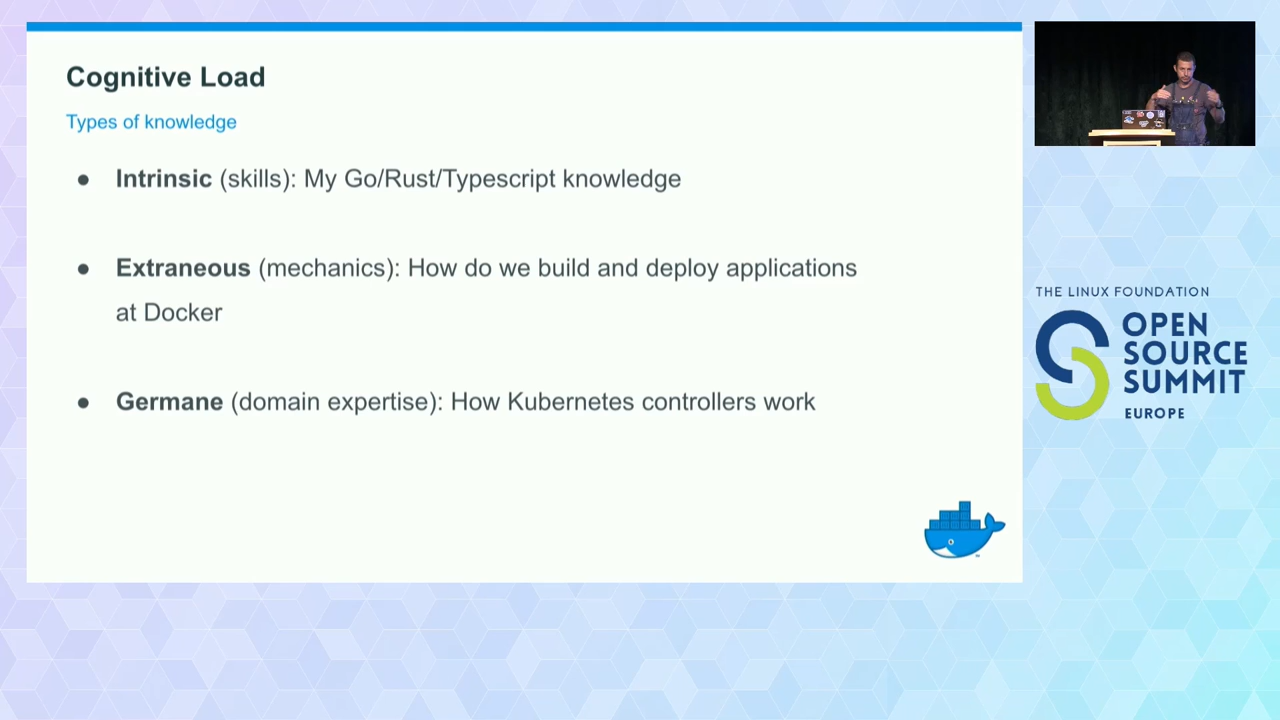 Cognitive Load
Types of knowledge
● Intrinsic (skills): My Go/Rust/Typescript knowledge
● Extraneous (mechanics): How do we build and deploy applications
at Docker
● Germane (domain expertise): How Kubernetes controllers work
THE LINUX FOUNDATION
OPEN
SOURCE
SUMMIT
EUROPE